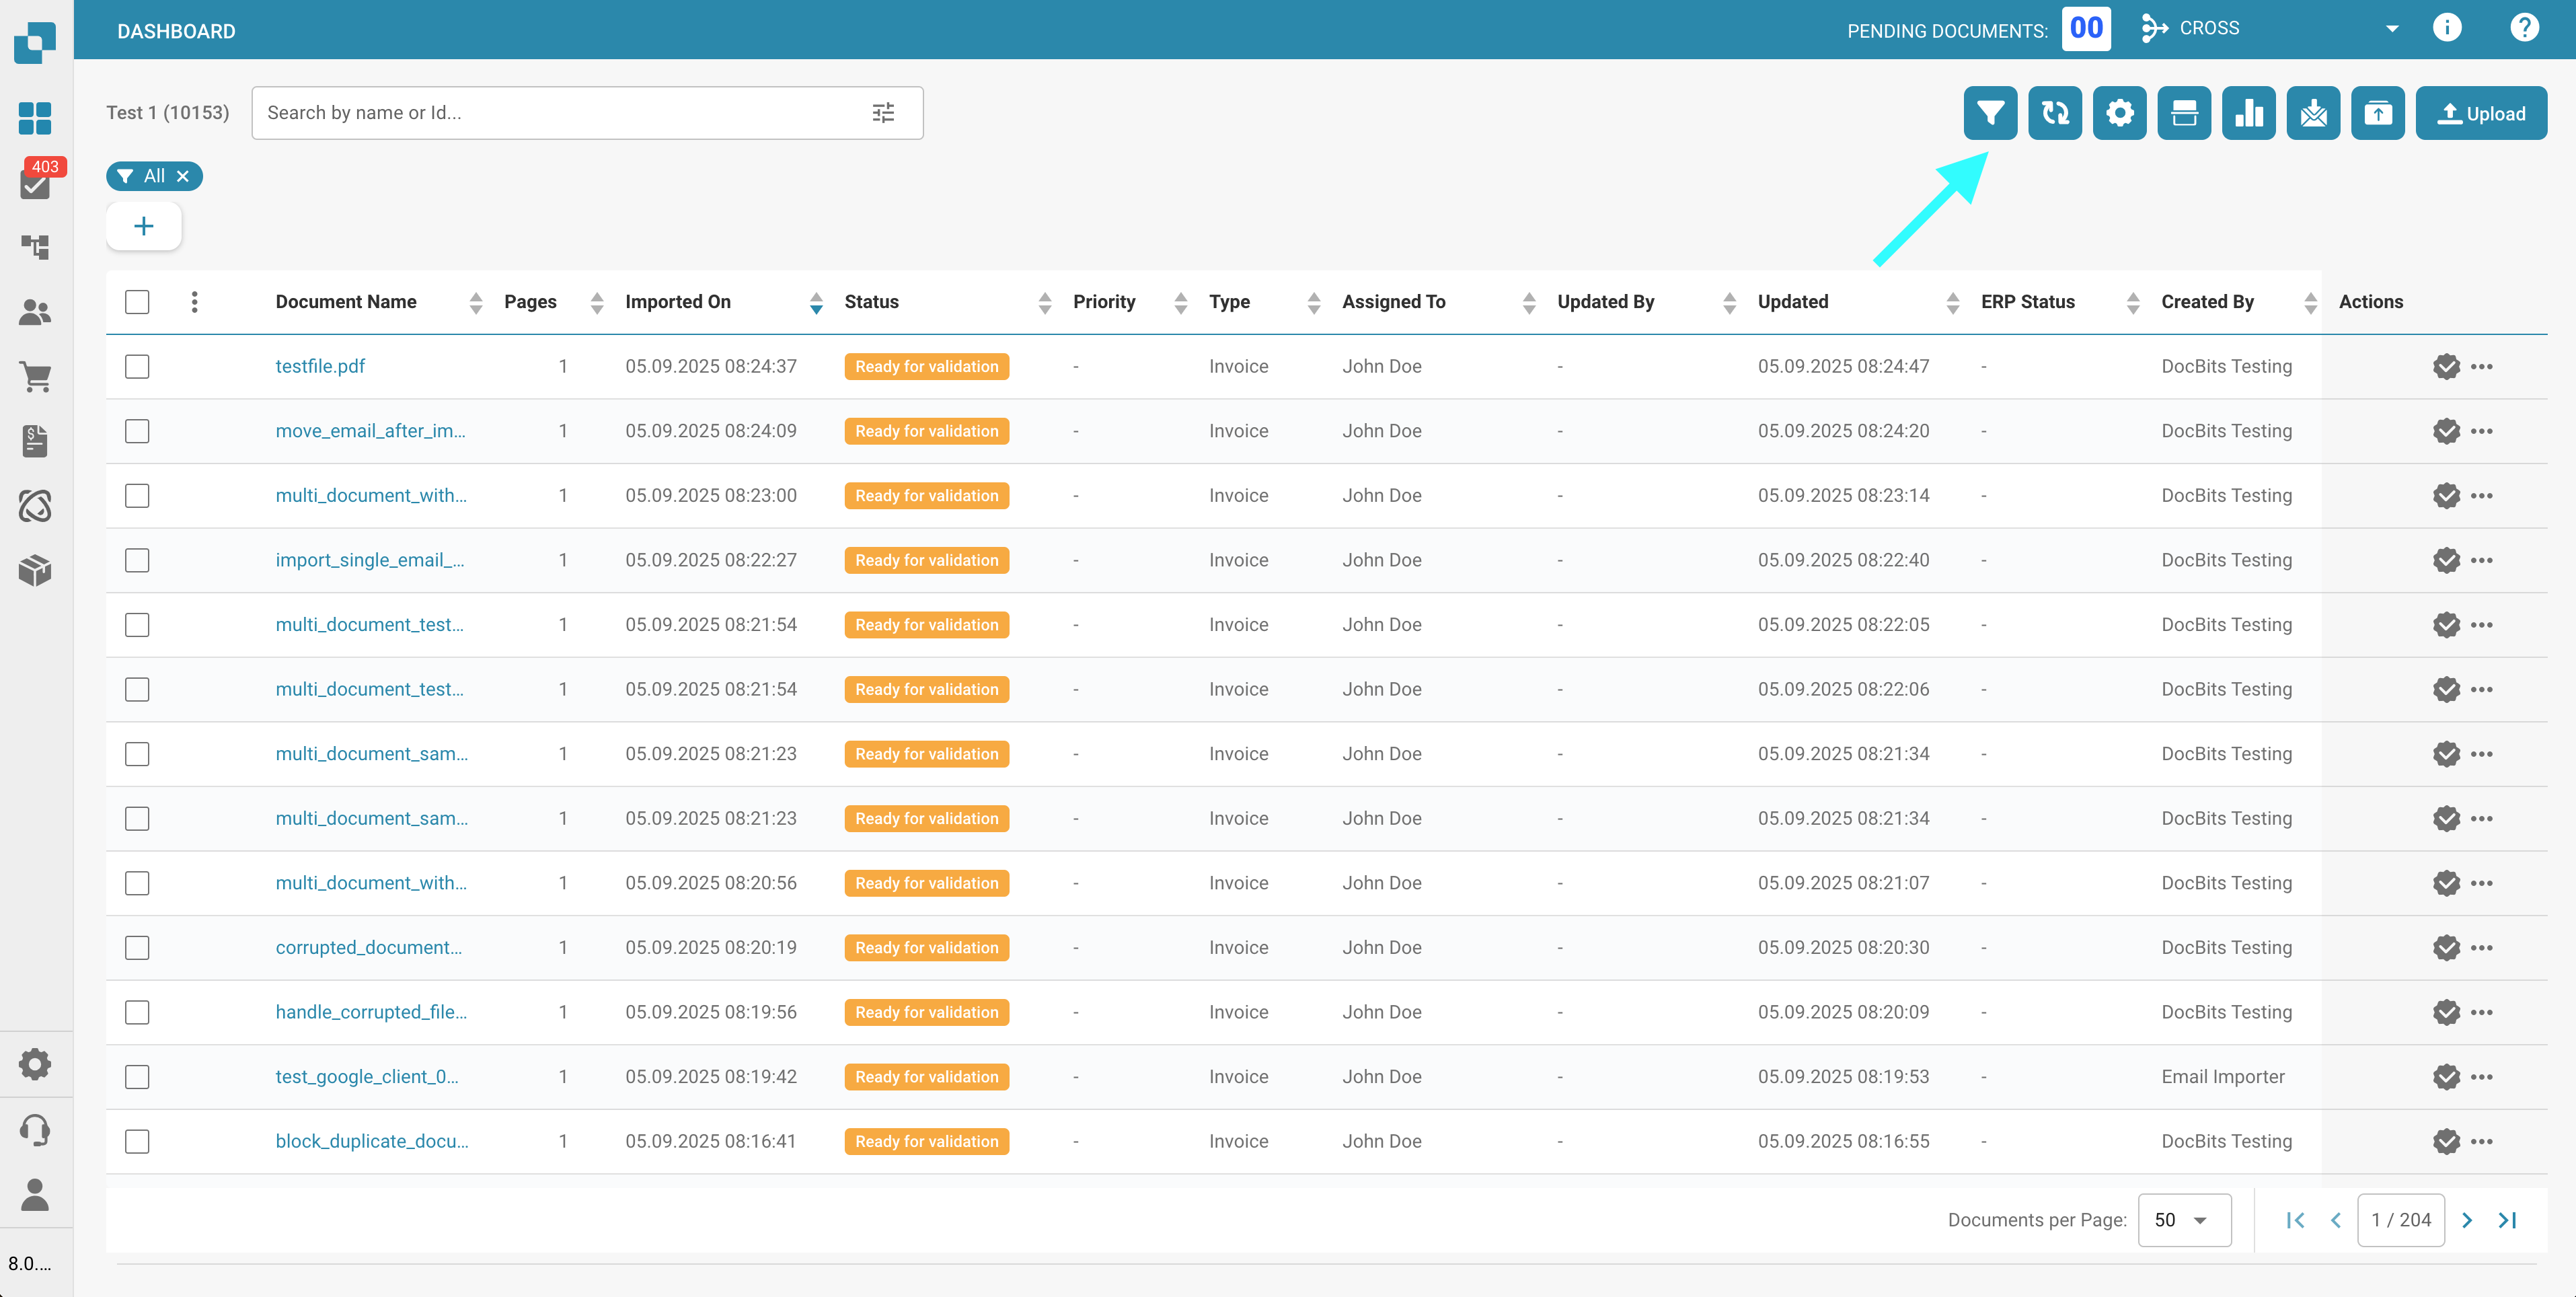 DASHBOARD
PENDING DOCUMENTS: 00 CROSS
Test 1 (10153) Search by name or Id... Upload
403
All
Document Name Pages Imported On Status Priority Type Assigned To Updated By Updated ERP Status Created By Actions
testfile.pdf 1 05.09.2025 08:24:37 Ready for validation - Invoice John Doe - 05.09.2025 08:24:47 - DocBits Testing
move_email_after_im... 1 05.09.2025 08:24:09 Ready for validation - Invoice John Doe - 05.09.2025 08:24:20 - DocBits Testing
multi_document_with... 1 05.09.2025 08:23:00 Ready for validation - Invoice John Doe - 05.09.2025 08:23:14 - DocBits Testing
import_single_email_... 1 05.09.2025 08:22:27 Ready for validation - Invoice John Doe - 05.09.2025 08:22:40 - DocBits Testing
multi_document_test... 1 05.09.2025 08:21:54 Ready for validation - Invoice John Doe - 05.09.2025 08:22:05 - DocBits Testing
multi_document_test... 1 05.09.2025 08:21:54 Ready for validation - Invoice John Doe - 05.09.2025 08:22:06 - DocBits Testing
multi_document_sam... 1 05.09.2025 08:21:23 Ready for validation - Invoice John Doe - 05.09.2025 08:21:34 - DocBits Testing
multi_document_sam... 1 05.09.2025 08:21:23 Ready for validation - Invoice John Doe - 05.09.2025 08:21:34 - DocBits Testing
multi_document_with... 1 05.09.2025 08:20:56 Ready for validation - Invoice John Doe - 05.09.2025 08:21:07 - DocBits Testing
corrupted_document... 1 05.09.2025 08:20:19 Ready for validation - Invoice John Doe - 05.09.2025 08:20:30 - DocBits Testing
handle_corrupted_file... 1 05.09.2025 08:19:56 Ready for validation - Invoice John Doe - 05.09.2025 08:20:09 - DocBits Testing
test_google_client_0... 1 05.09.2025 08:19:42 Ready for validation - Invoice John Doe - 05.09.2025 08:19:53 - Email Importer
block_duplicate_docu... 1 05.09.2025 08:16:41 Ready for validation - Invoice John Doe - 05.09.2025 08:16:55 - DocBits Testing
Documents per Page: 50 1 / 204
8.0....